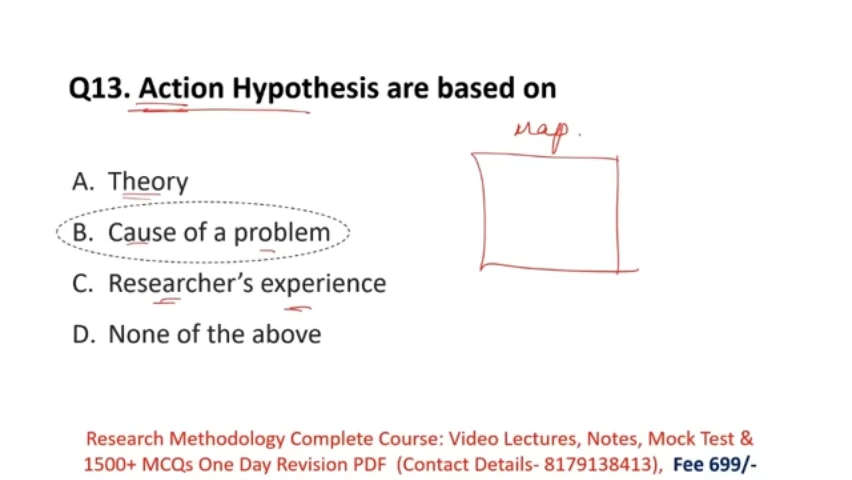 Q13. Action Hypothesis are based on
Map.
A. Theory
B. Cause of a problem
C. Researcher’s experience
D. None of the above
Research Methodology Complete Course: Video Lectures, Notes, Mock Test &
1500+ MCQs One Day Revision PDF (Contact Details- 8179138413), Fee 699/-